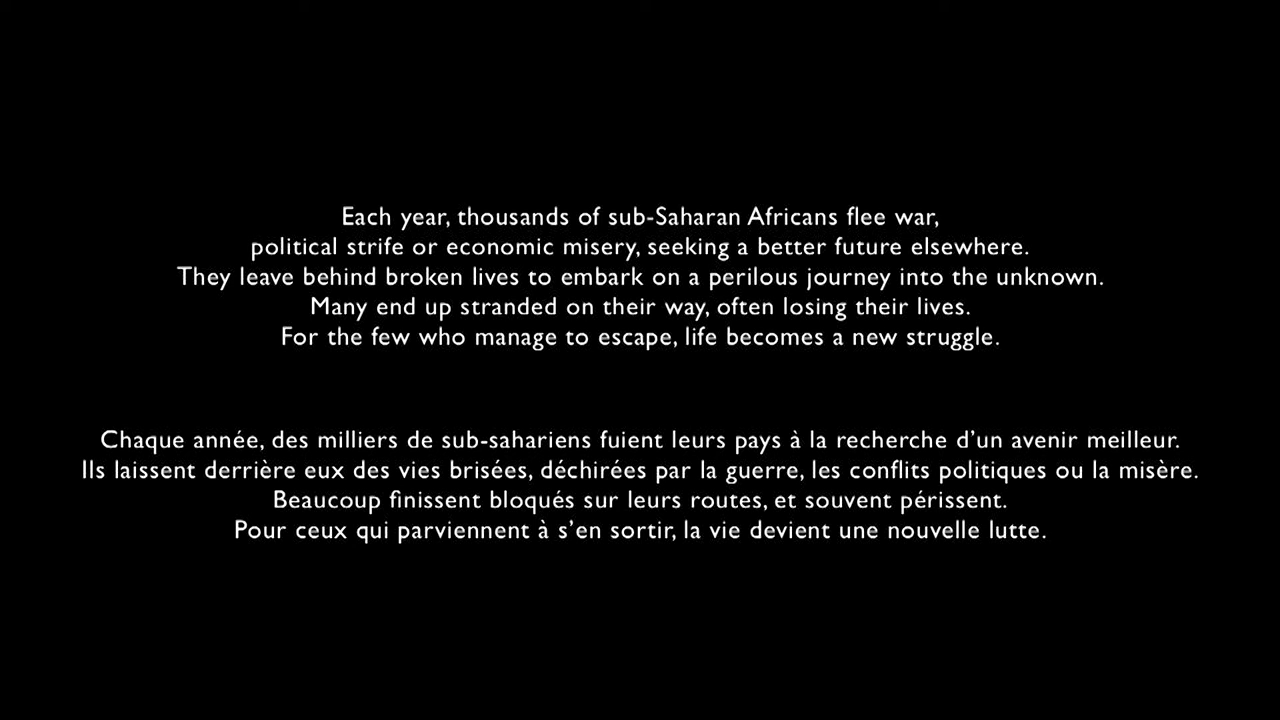 Each year, thousands of sub-Saharan Africans flee war,
political strife or economic misery, seeking a better future elsewhere.
They leave behind broken lives to embark on a perilous journey into the unknown.
Many end up stranded on their way, often losing their lives.
For the few who manage to escape, life becomes a new struggle.
Chaque année, des milliers de sub-sahariens fuient leurs pays à la recherche d’un avenir meilleur.
Ils laissent derrière eux des vies brisées, déchirées par la guerre, les conflits politiques ou la misère.
Beaucoup finissent bloqués sur leurs routes, et souvent périssent.
Pour ceux qui parviennent à s’en sortir, la vie devient une nouvelle lutte.